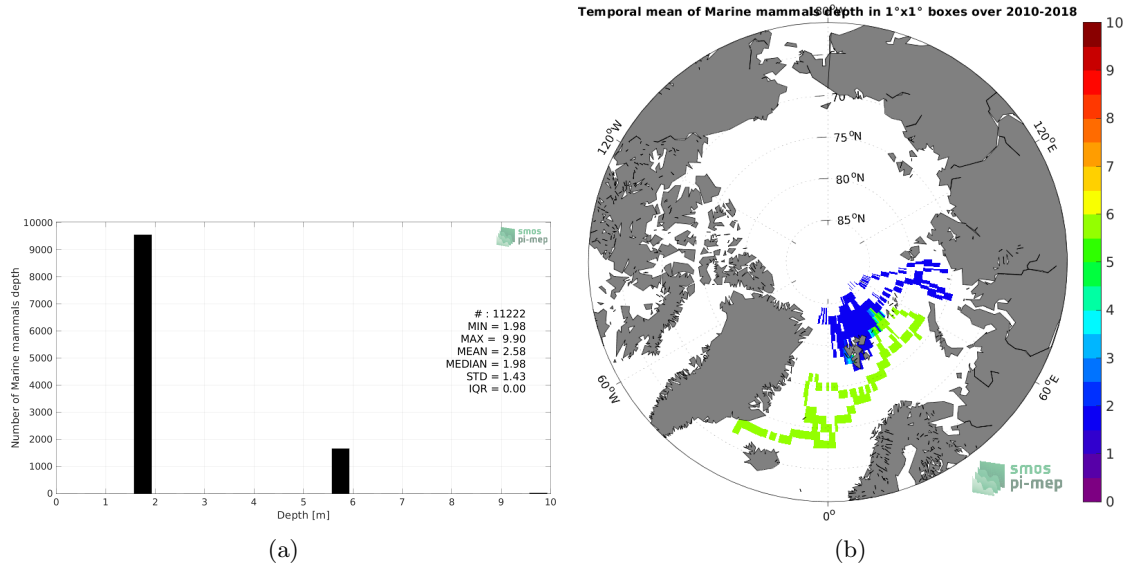 10000
9000
8000
7000
6000
5000
4000
3000
2000
1000
0
Number of Marine mammals depth
0 1 2 3 4 5 6 7 8 9 10
Depth [m]
smos
pi-mep
# : 11222
MIN = 1.98
MAX = 9.90
MEAN = 2.58
MEDIAN = 1.98
STD = 1.43
IQR = 0.00
(a)
Temporal mean of Marine mammals depth in 1°x1° boxes over 2010-2018
180°W
120°W
120°E
60°W
60°E
0°
70
75°N
80°N
85°N
smos
pi-mep
10
9
8
7
6
5
4
3
2
1
0
(b)